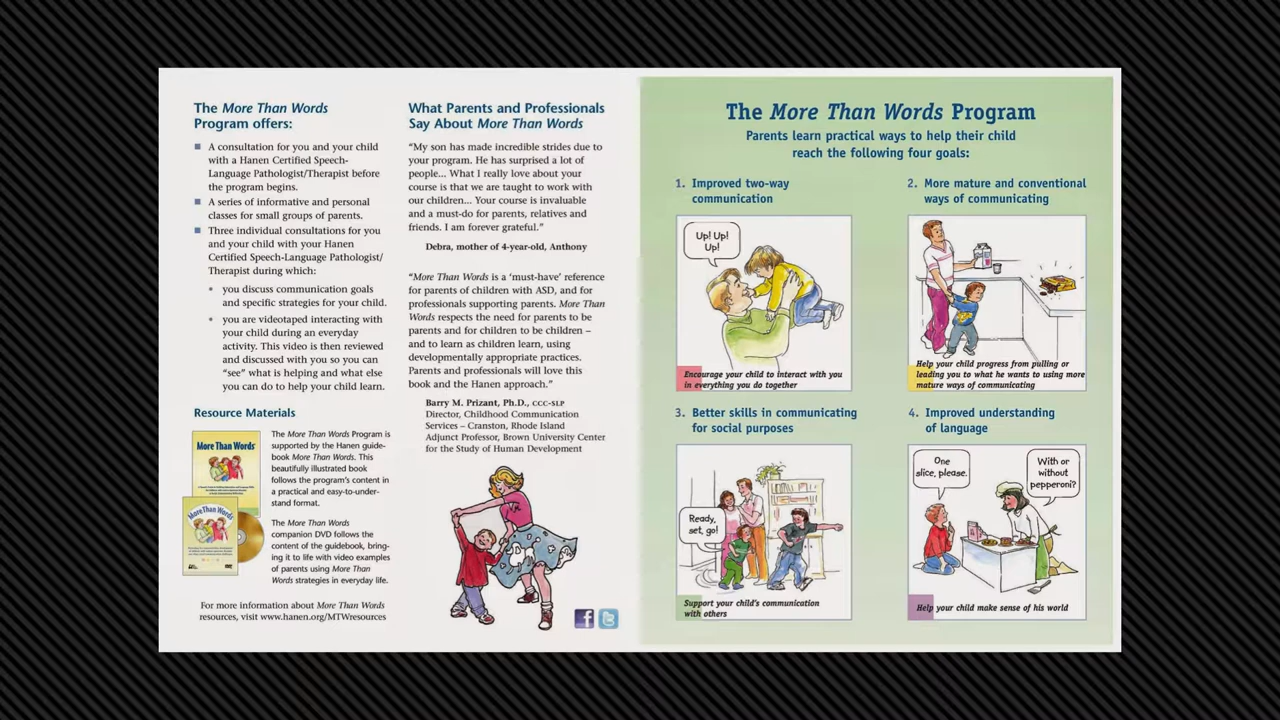 The More Than Words
Program offers:
A consultation for you and your child
with a Hanen Certified Speech-
Language Pathologist/Therapist before
the program begins.
A series of informative and personal
classes for small groups of parents.
Three individual consultations for you
and your child with your Hanen
Certified Speech-Language Pathologist/
Therapist during which:
you discuss communication goals
and specific strategies for your child.
you are videotaped interacting with
your child during an everyday
activity. This video is then reviewed
and discussed with you so you can
“see” what is helping and what else
you can do to help your child learn.
Resource Materials
More Than Words
More Than Words
The More Than Words Program is
supported by the Hanen guide-
book More Than Words. This
beautifully illustrated book
follows the program's content in
a practical and easy-to-under-
stand format.
The More Than Words
companion DVD follows the
content of the guidebook, bring-
ing it to life with video examples
of parents using More Than
Words strategies in everyday life.
For more information about More Than Words
resources, visit www.hanen.org/MTWresources
What Parents and Professionals
Say About More Than Words
“My son has made incredible strides due to
your program. He has surprised a lot of
people... What I really love about your
course is that we are taught to work with
our children... Your course is invaluable
and a must-do for parents, relatives and
friends. I am forever grateful.”
Debra, mother of 4-year-old, Anthony
“More Than Words is a ‘must-have’ reference
for parents of children with ASD, and for
professionals supporting parents. More Than
Words respects the need for parents to be
parents and for children to be children –
and to learn as children learn, using
developmentally appropriate practices.
Parents and professionals will love this
book and the Hanen approach.”
Barry M. Prizant, Ph.D., CCC-SLP
Director, Childhood Communication
Services – Cranston, Rhode Island
Adjunct Professor, Brown University Center
for the Study of Human Development
f
The More Than Words Program
Parents learn practical ways to help their child
reach the following four goals:
1. Improved two-way
communication
Up! Up!
Up!
Encourage your child to interact with you
in everything you do together
2. More mature and conventional
ways of communicating
Help your child progress from pulling or
leading you to what he wants to using more
mature ways of communicating
3. Better skills in communicating
for social purposes
Ready,
set, go!
Support your child's communication
with others
4. Improved understanding
of language
One
slice, please.
With or
without
pepperoni?
Help your child make sense of his world